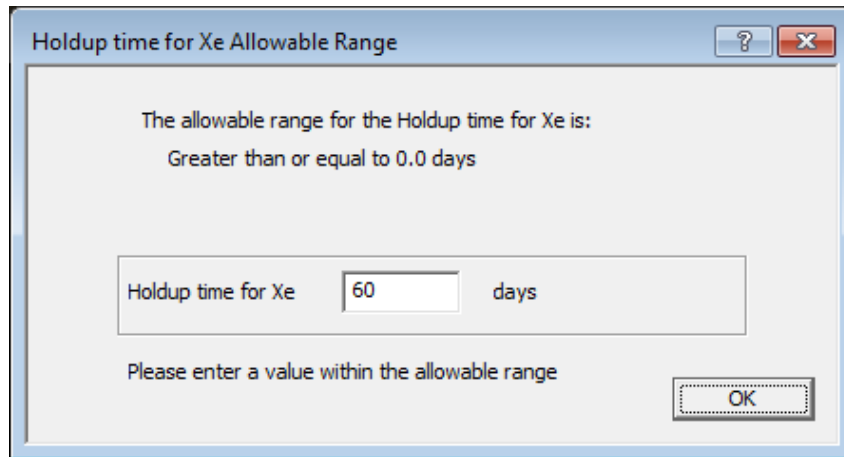 Holdup time for Xe Allowable Range
The allowable range for the Holdup time for Xe is:
Greater than or equal to 0.0 days
Holdup time for Xe 60 days
Please enter a value within the allowable range
OK